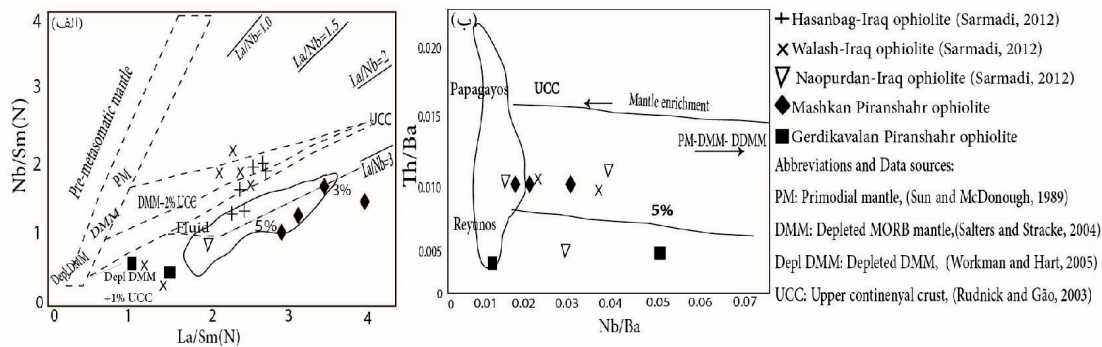 (الف)
4
3
2
1
0
Nb/Sm(N)
0
1
2
3
4
La/Sm(N)
Pre-metasomatic mantle
PM
DMM
Depl DMM
La/Nb=1.0
La/Nb=1.5
La/Nb=2
UCC
La/Nb=3
DMM-2% UCC
Fluid
3%
5%
Depl DMM
+1% UCC
(ب)
0.020
0.015
0.010
0.005
0
Th/Ba
0.01
0.02
0.03
0.04
0.05
0.06
0.07
Nb/Ba
Papagayos
UCC
Mantle enrichment
PM-DMM- DDMM
Reyunos
5%
Hasanbag-Iraq ophiolite (Sarmadi, 2012)
Walash-Iraq ophiolite (Sarmadi, 2012)
Naopurdan-Iraq ophiolite (Sarmadi, 2012)
Mashkan Piranshahr ophiolite
Gerdikavalan Piranshahr ophiolite
Abbreviations and Data sources:
PM: Primodial mantle, (Sun and McDonough, 1989)
DMM: Depleted MORB mantle,(Salters and Stracke, 2004)
Depl DMM: Depleted DMM, (Workman and Hart, 2005)
UCC: Upper continenyal crust, (Rudnick and Gão, 2003)